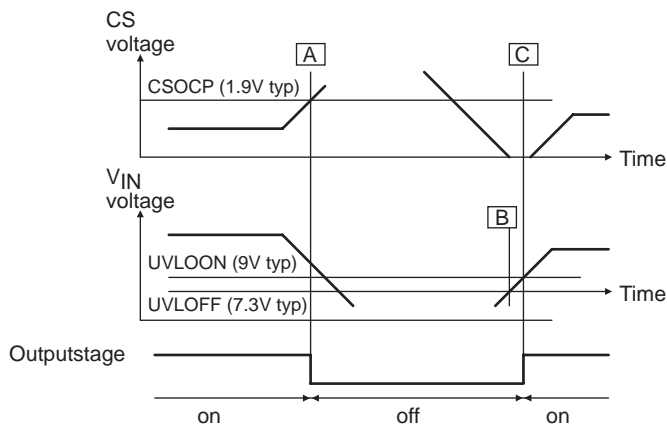 CS
voltage
A
C
CSOCP (1.9V typ)
Time
VIN
voltage
B
UVLOON (9V typ)
Time
UVLOFF (7.3V typ)
Outputstage
on
off
on